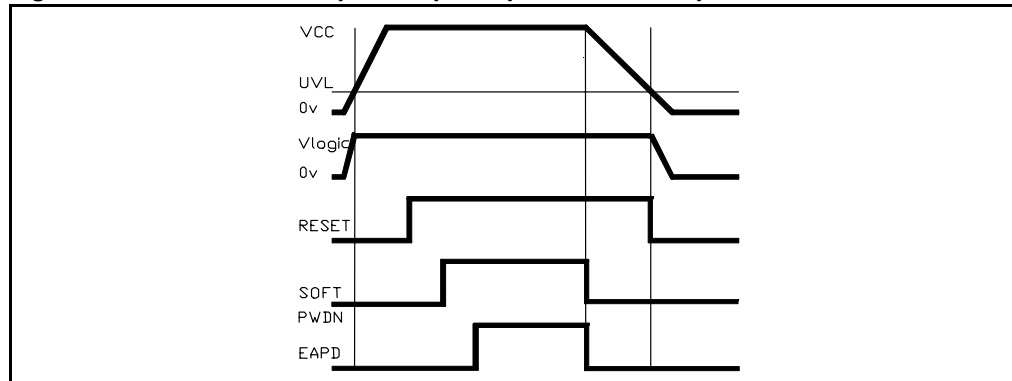 VCC
UVL
0v
Vlogic
0v
RESET
SOFT
PWDN
EAPD